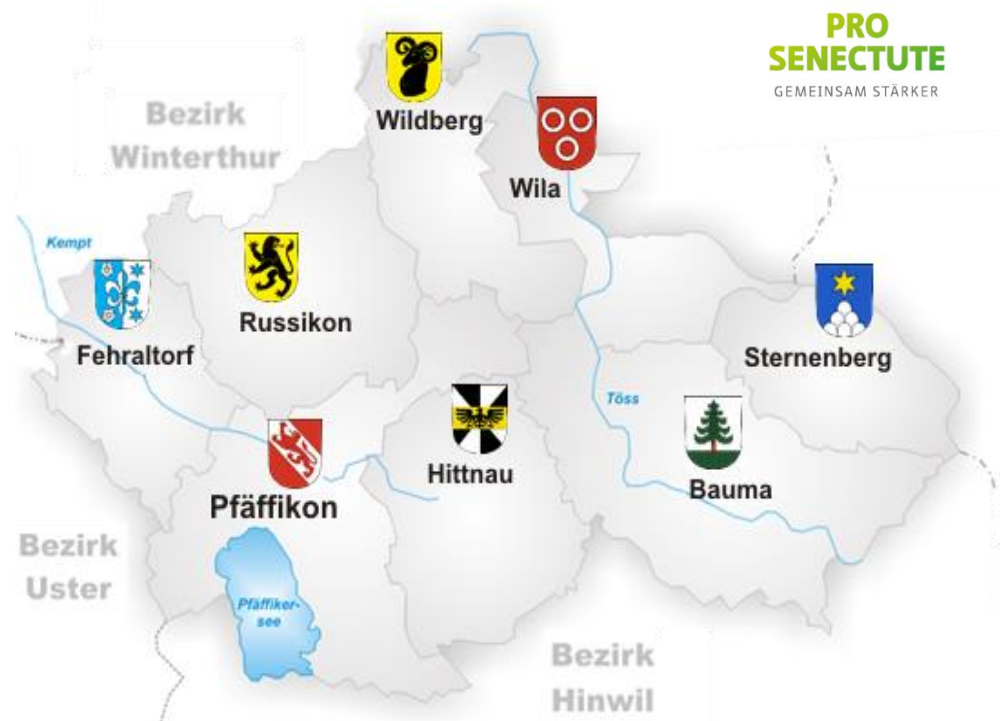 PRO
SENECTUTE
GEMEINSAM STÄRKER
Bezirk
Winterthur
Wildberg
Wila
Kempt
Russikon
Fehraltorf
Sternenberg
Töss
Hittnau
Bauma
Pfäffikon
Bezirk
Uster
Pfäffiker-
see
Bezirk
Hinwil